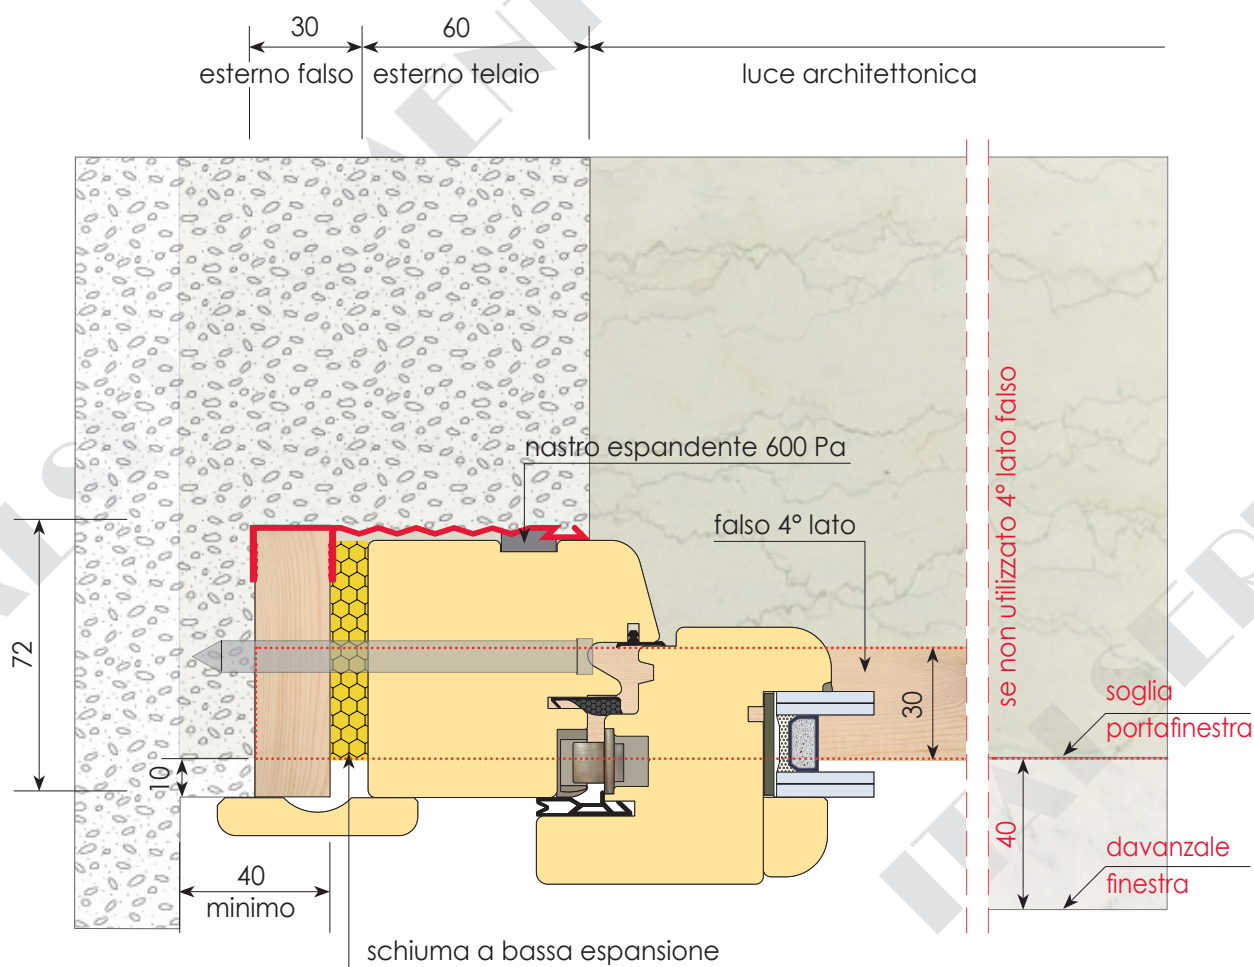 30
60
esterno falso
esterno telaio
luce architettonica
nastro espandente 600 Pa
falso 4° lato
se non utilizzato 4° lato falso
72
10
30
soglia
portafinestra
40
davanzale
finestra
40
minimo
schiuma a bassa espansione